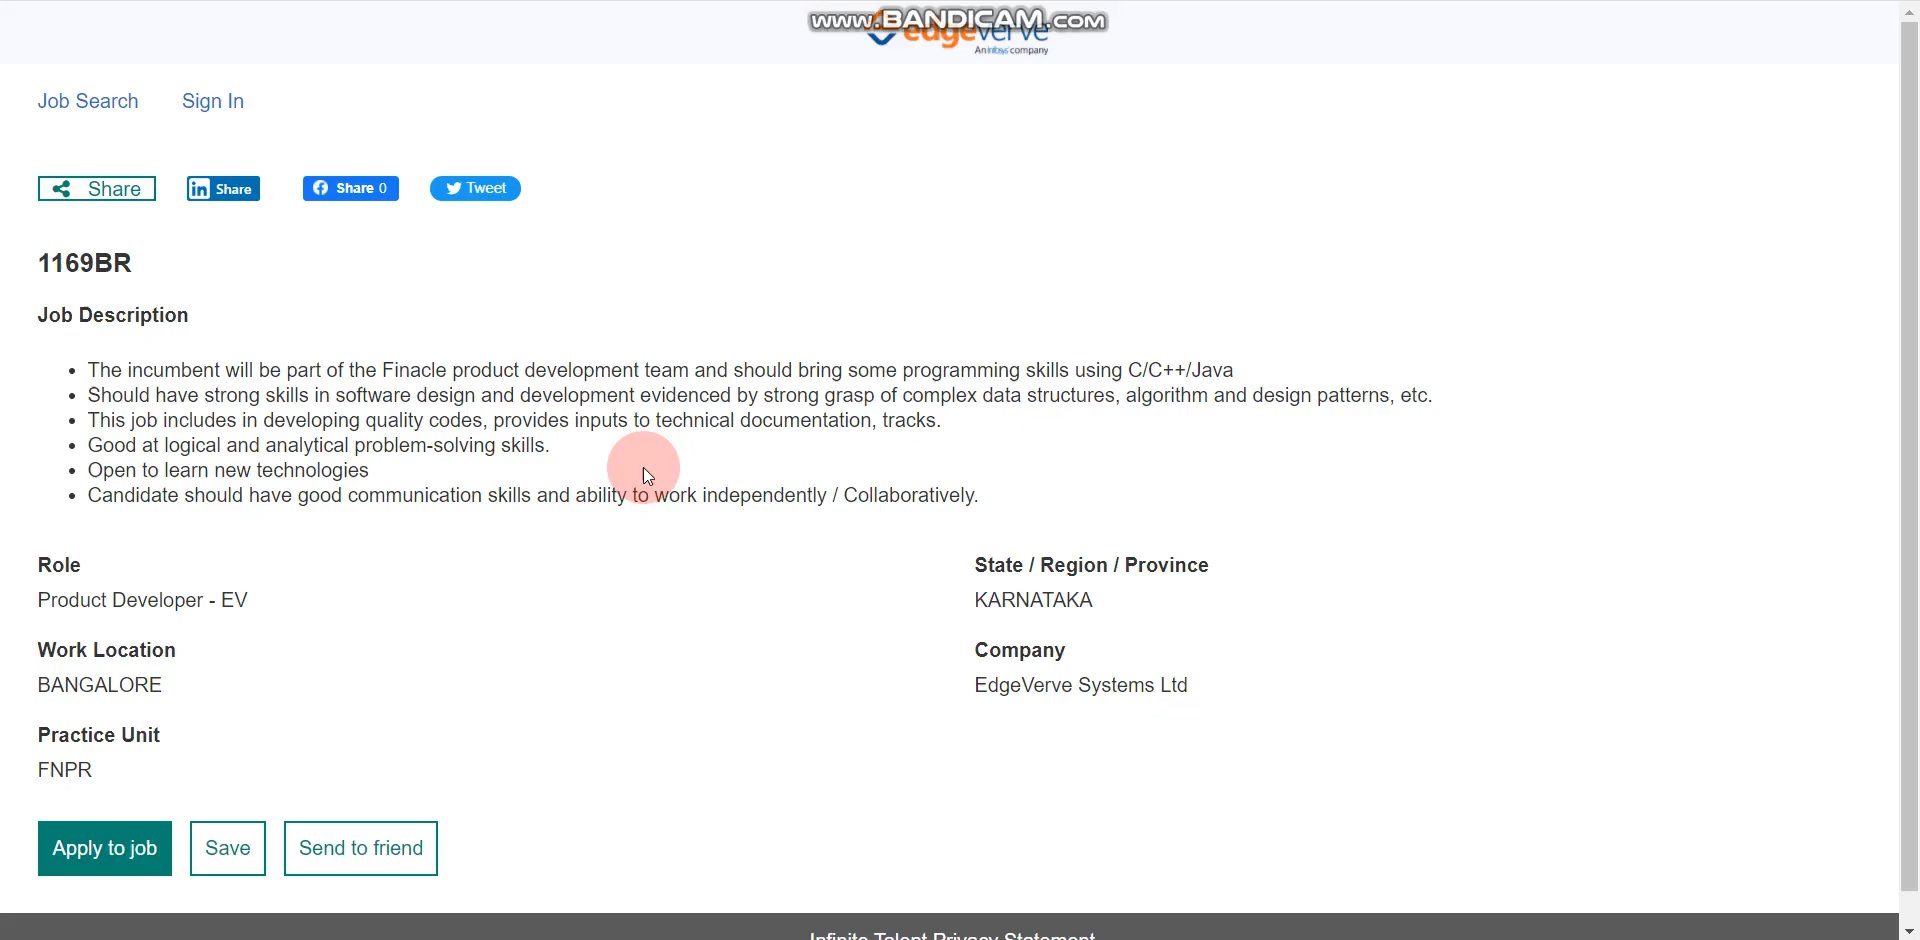 www.BANDICAM.com
edgeverve
An Infosys company
Job Search Sign In
Share in Share Share 0 Tweet
1169BR
Job Description
• The incumbent will be part of the Finacle product development team and should bring some programming skills using C/C++/Java
• Should have strong skills in software design and development evidenced by strong grasp of complex data structures, algorithm and design patterns, etc.
• This job includes in developing quality codes, provides inputs to technical documentation, tracks.
• Good at logical and analytical problem-solving skills.
• Open to learn new technologies
• Candidate should have good communication skills and ability to work independently / Collaboratively.
Role State / Region / Province
Product Developer - EV KARNATAKA
Work Location Company
BANGALORE EdgeVerve Systems Ltd
Practice Unit
FNPR
Apply to job Save Send to friend
Infinite Talent Privacy Statement